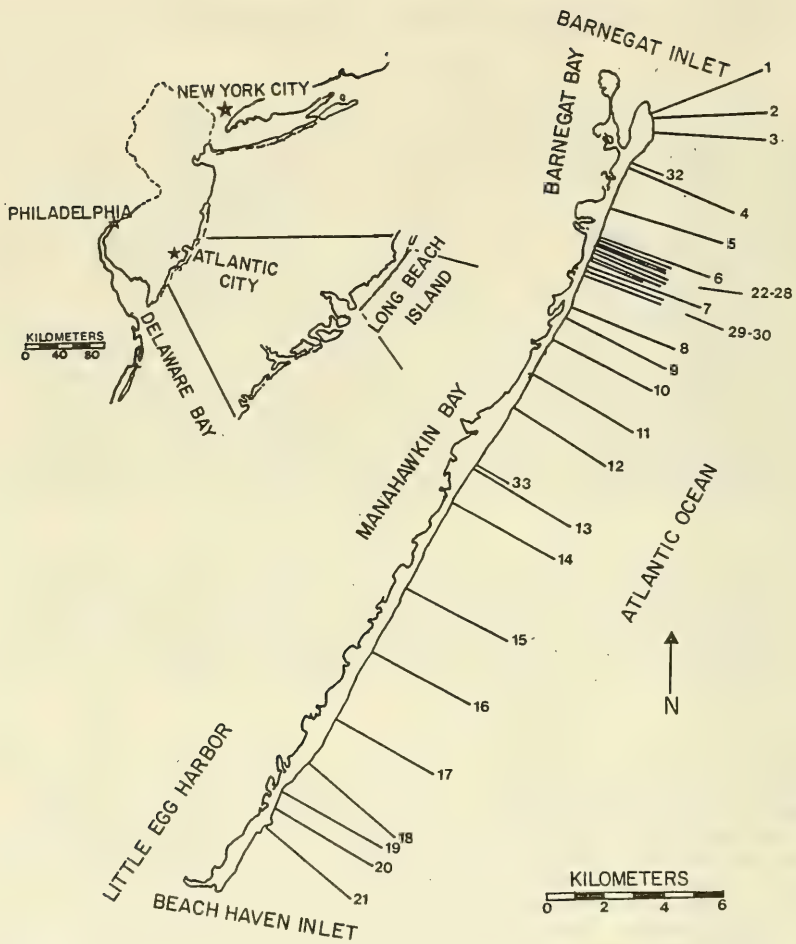 BARNEGAT INLET
NEW YORK CITY
BARNEGAT BAY
1
2
3
32
4
5
PHILADELPHIA
ATLANTIC
CITY
LONG BEACH
ISLAND
6
22-28
7
29-30
KILOMETERS
0 40 80
DELAWARE BAY
8
9
10
11
MANAHAWKIN BAY
12
33
13
14
ATLANTIC OCEAN
15
N
16
17
LITTLE EGG HARBOR
18
19
20
21
BEACH HAVEN INLET
KILOMETERS
0 2 4 6